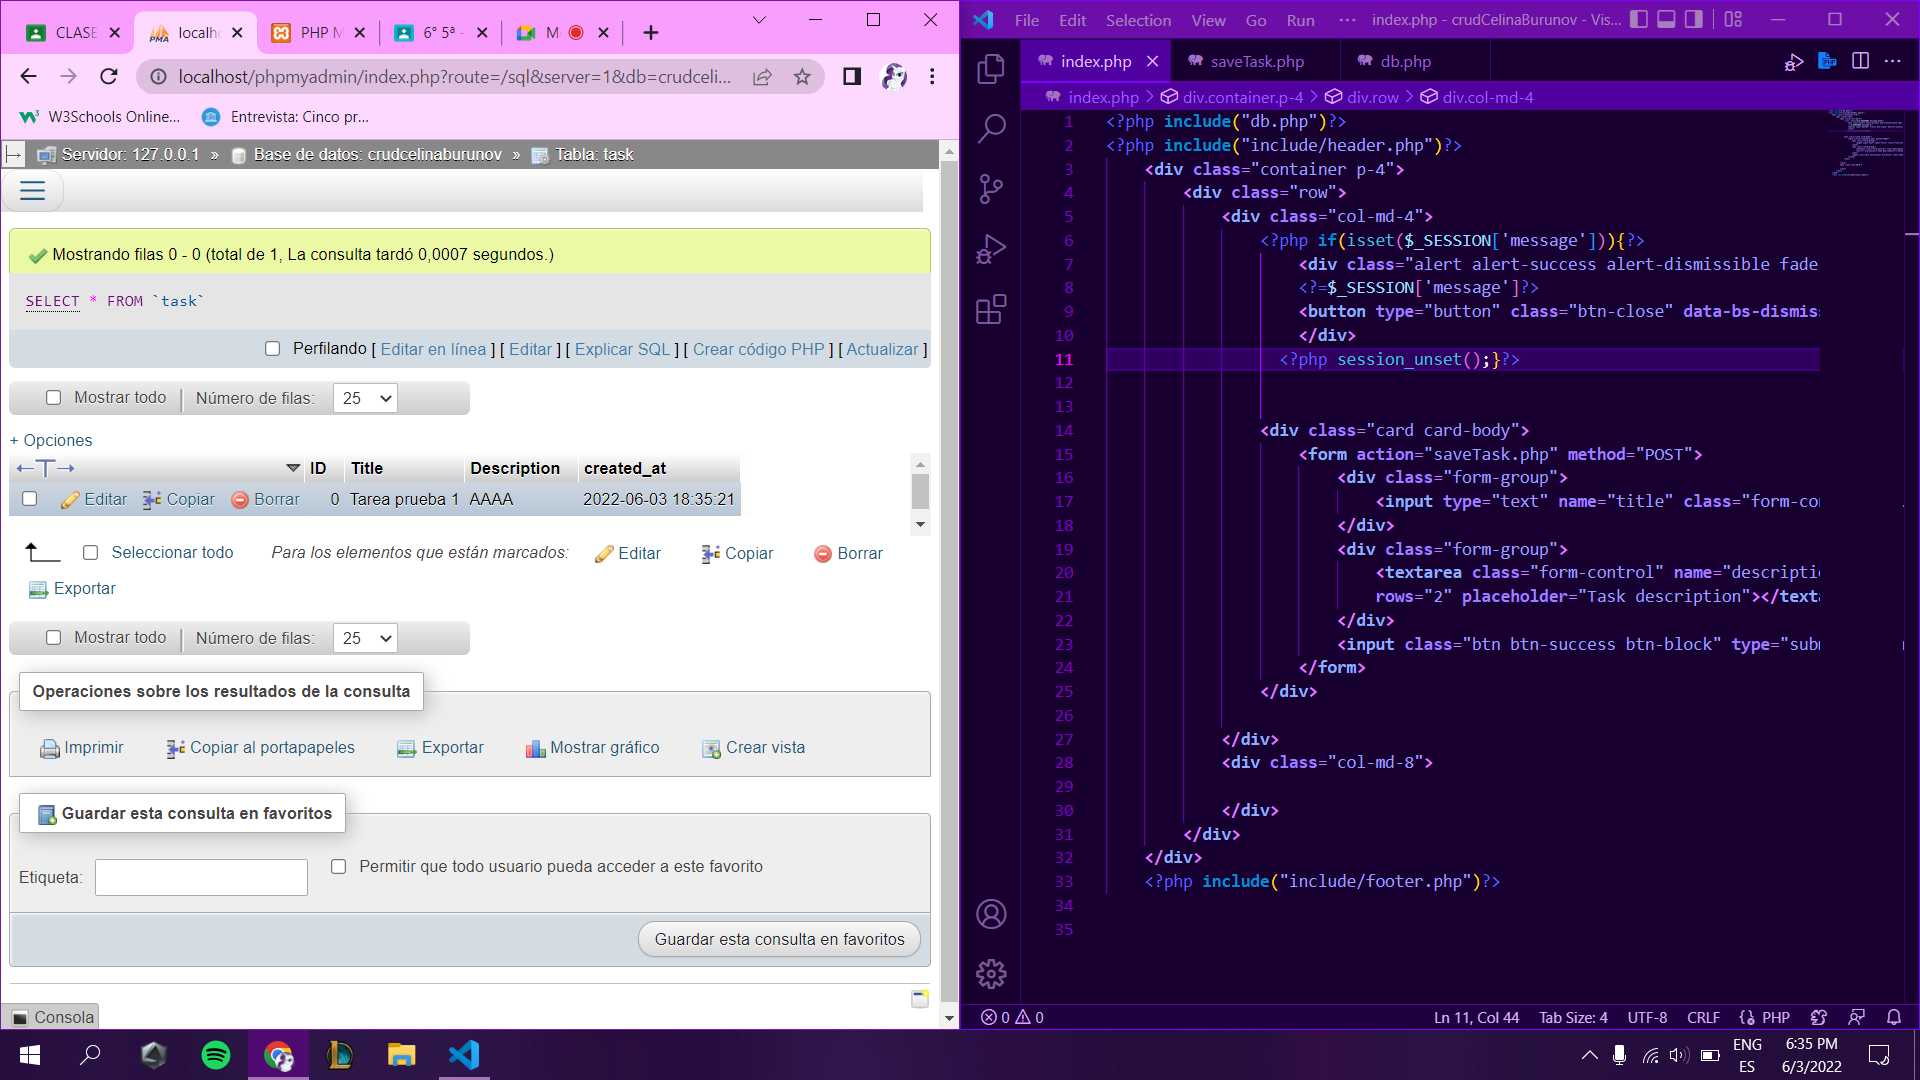 CLASE
localh
PHP M
6° 5ª -
M
localhost/phpmyadmin/index.php?route=/sql&server=1&db=crudceli...
W3Schools Online...
Entrevista: Cinco pr...
Servidor: 127.0.0.1 » Base de datos: crudcelinaburunov » Tabla: task
Mostrando filas 0 - 0 (total de 1, La consulta tardó 0,0007 segundos.)
SELECT * FROM `task`
Perfilando [ Editar en línea ] [ Editar ] [ Explicar SQL ] [ Crear código PHP ] [ Actualizar ]
Mostrar todo
Número de filas:
25
+ Opciones
←T→ ID Title Description created_at
Editar Copiar Borrar 0 Tarea prueba 1 AAAA 2022-06-03 18:35:21
Seleccionar todo Para los elementos que están marcados: Editar Copiar Borrar
Exportar
Mostrar todo
Número de filas:
25
Operaciones sobre los resultados de la consulta
Imprimir Copiar al portapapeles Exportar Mostrar gráfico Crear vista
Guardar esta consulta en favoritos
Etiqueta:
Permitir que todo usuario pueda acceder a este favorito
Guardar esta consulta en favoritos
Consola
File Edit Selection View Go Run ··· index.php - crudCelinaBurunov - Vis...
index.php
saveTask.php
db.php
index.php > div.container.p-4 > div.row > div.col-md-4
1 <?php include("db.php")?>
2 <?php include("include/header.php")?>
3 <div class="container p-4">
4 <div class="row">
5 <div class="col-md-4">
6 <?php if(isset($_SESSION['message'])){?>
7 <div class="alert alert-success alert-dismissible fade
8 <?=$_SESSION['message']?>
9 <button type="button" class="btn-close" data-bs-dismis
10 </div>
11 <?php session_unset();}?>
12
13
14 <div class="card card-body">
15 <form action="saveTask.php" method="POST">
16 <div class="form-group">
17 <input type="text" name="title" class="form-co
18 </div>
19 <div class="form-group">
20 <textarea class="form-control" name="descripti
21 rows="2" placeholder="Task description"></texta
22 </div>
23 <input class="btn btn-success btn-block" type="sub
24 </form>
25 </div>
26
27 </div>
28 <div class="col-md-8">
29
30 </div>
31 </div>
32 </div>
33 <?php include("include/footer.php")?>
34
35
0 0
Ln 11, Col 44 Tab Size: 4 UTF-8 CRLF PHP
ENG
ES
6:35 PM
6/3/2022